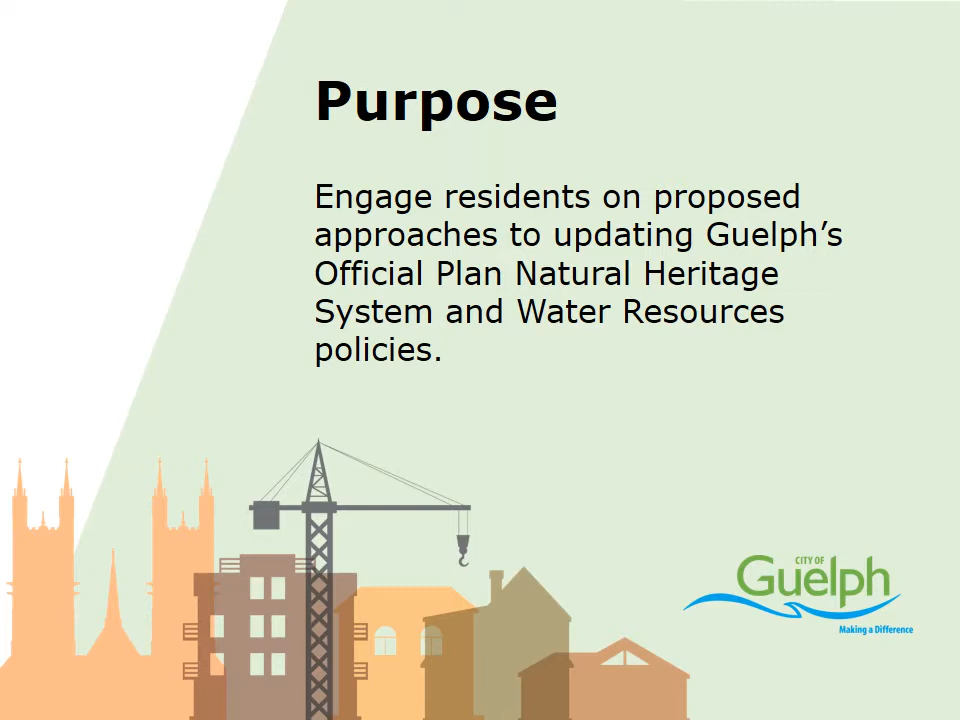 Purpose
Engage residents on proposed
approaches to updating Guelph’s
Official Plan Natural Heritage
System and Water Resources
policies.
CITY OF
Guelph
Making a Difference